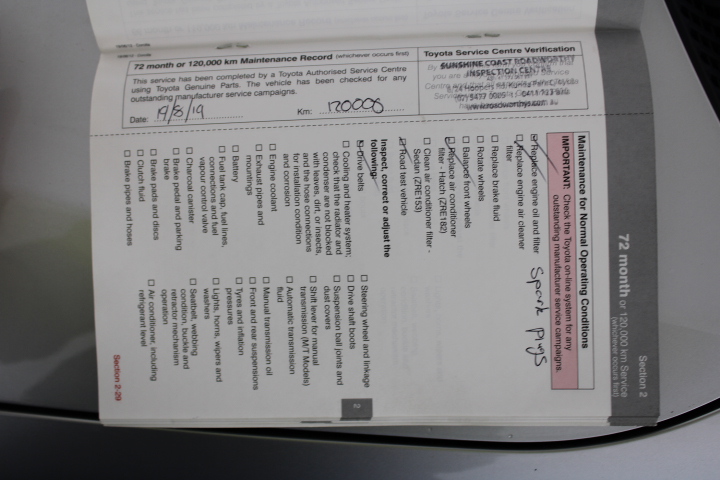 Section 2
72 month or 120,000 km Service
(whichever occurs first)
Maintenance for Normal Operating Conditions
IMPORTANT: Check the Toyota on-line system for any
outstanding manufacturer service campaigns.
☐ Replace engine oil and filter
☐ Replace engine air cleaner
filter
Spark plugs
☐ Replace brake fluid
☐ Rotate wheels
☐ Balance front wheels
☐ Replace air conditioner
filter - Hatch (ZRE182)
☐ Clean air conditioner filter -
Sedan (ZRE153)
☐ Road test vehicle
Inspect, correct or adjust the
following:
☐ Drive belts
☐ Cooling and heater system;
check that the radiator and
condenser are not blocked
with leaves, dirt, or insects,
and the hose connections
for installation condition
and corrosion
☐ Engine coolant
☐ Exhaust pipes and
mountings
☐ Battery
☐ Fuel tank cap, fuel lines,
connections and fuel
vapour control valve
☐ Charcoal canister
☐ Brake pedal and parking
brake
☐ Brake pads and discs
☐ Clutch fluid
☐ Brake pipes and hoses
☐ Steering wheel and linkage
☐ Drive shaft boots
☐ Suspension ball joints and
dust covers
☐ Shift lever for manual
transmission (M/T Models)
☐ Automatic transmission
fluid
☐ Manual transmission oil
☐ Front and rear suspensions
☐ Tyres and inflation
pressures
☐ Lights, horns, wipers and
washers
☐ Seatbelt, webbing
condition, buckle and
retractor mechanism
operation
☐ Air conditioner, including
refrigerant level
2
Section 2-29
72 month or 120,000 km Maintenance Record (whichever occurs first)
This service has been completed by a Toyota Authorised Service Centre
using Toyota Genuine Parts. The vehicle has been checked for any
outstanding manufacturer service campaigns.
Date: 19/8/19 Km: 120006
Toyota Service Centre Verification
SUNSHINE COAST ROADWORTHY
INSPECTION CENTRE
www.roadworthys.com.au